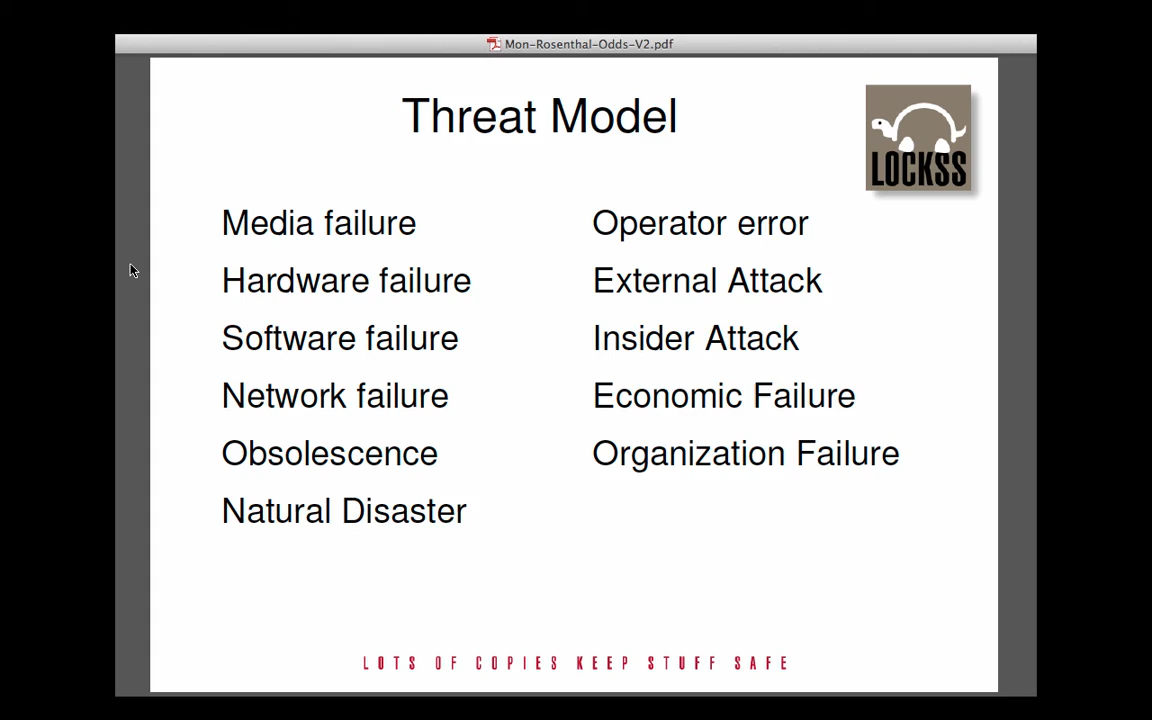 Mon-Rosenthal-Odds-V2.pdf
Threat Model
LOCKSS
Media failure
Hardware failure
Software failure
Network failure
Obsolescence
Natural Disaster
Operator error
External Attack
Insider Attack
Economic Failure
Organization Failure
LOTS OF COPIES KEEP STUFF SAFE